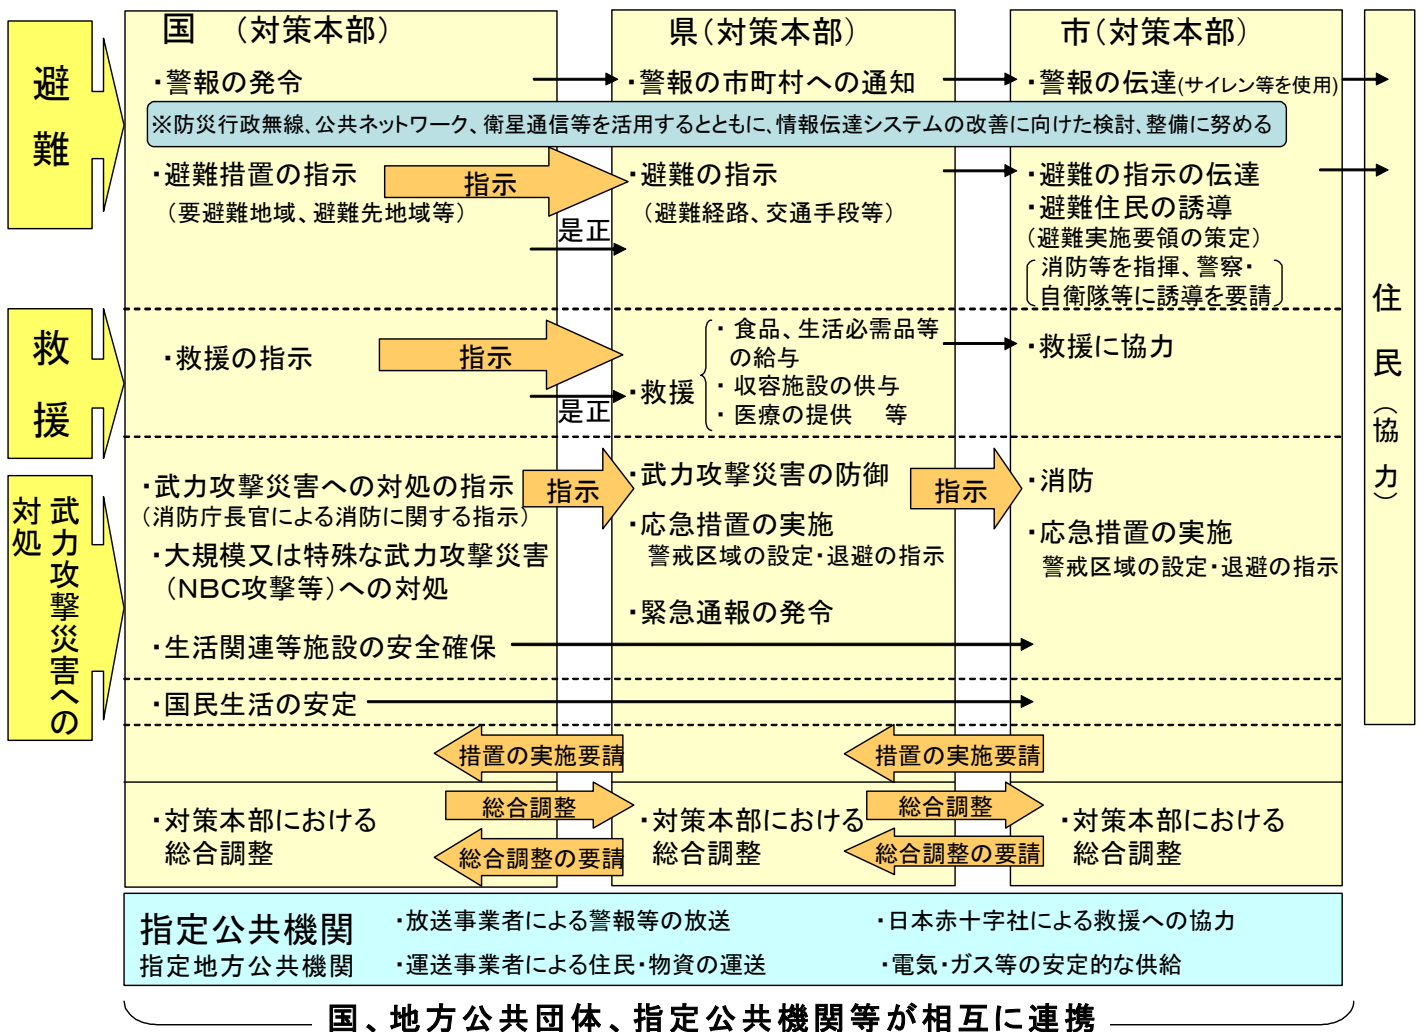 国　（対策本部）
県（対策本部）
市（対策本部）
避難
・警報の発令
・警報の市町村への通知
・警報の伝達(サイレン等を使用)
※防災行政無線、公共ネットワーク、衛星通信等を活用するとともに、情報伝達システムの改善に向けた検討、整備に努める
・避難措置の指示
（要避難地域、避難先地域等）
指示
是正
・避難の指示
（避難経路、交通手段等）
・避難の指示の伝達
・避難住民の誘導
（避難実施要領の策定）
消防等を指揮、警察・
自衛隊等に誘導を要請
住民（協力）
救援
・救援の指示
指示
是正
・救援
・食品、生活必需品等
の給与
・収容施設の供与
・医療の提供　等
・救援に協力
武力攻撃災害への
対処
・武力攻撃災害への対処の指示
（消防庁長官による消防に関する指示）
・大規模又は特殊な武力攻撃災害
（ＮＢＣ攻撃等）への対処
・生活関連等施設の安全確保
指示
・武力攻撃災害の防御
・応急措置の実施
警戒区域の設定・退避の指示
・緊急通報の発令
指示
・消防
・応急措置の実施
警戒区域の設定・退避の指示
・国民生活の安定
措置の実施要請
措置の実施要請
・対策本部における
総合調整
総合調整
総合調整の要請
・対策本部における
総合調整
総合調整
総合調整の要請
・対策本部における
総合調整
指定公共機関
指定地方公共機関
・放送事業者による警報等の放送
・日本赤十字社による救援への協力
・運送事業者による住民・物資の運送
・電気・ガス等の安定的な供給
国、地方公共団体、指定公共機関等が相互に連携